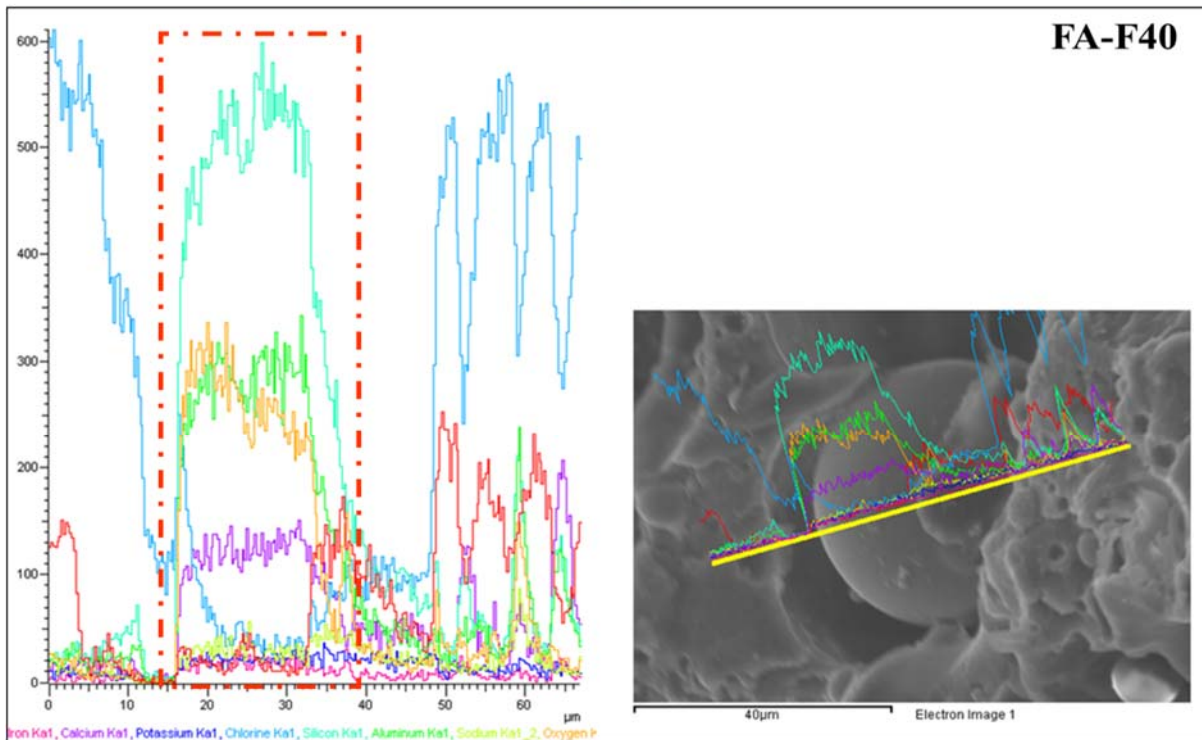 FA-F40
600
500
400
300
200
100
0
0 10 20 30 40 50 60
µm
Iron Ka1, Calcium Ka1, Potassium Ka1, Chlorine Ka1, Silicon Ka1, Aluminum Ka1, Sodium Ka1_2, Oxygen K
40µm Electron Image 1